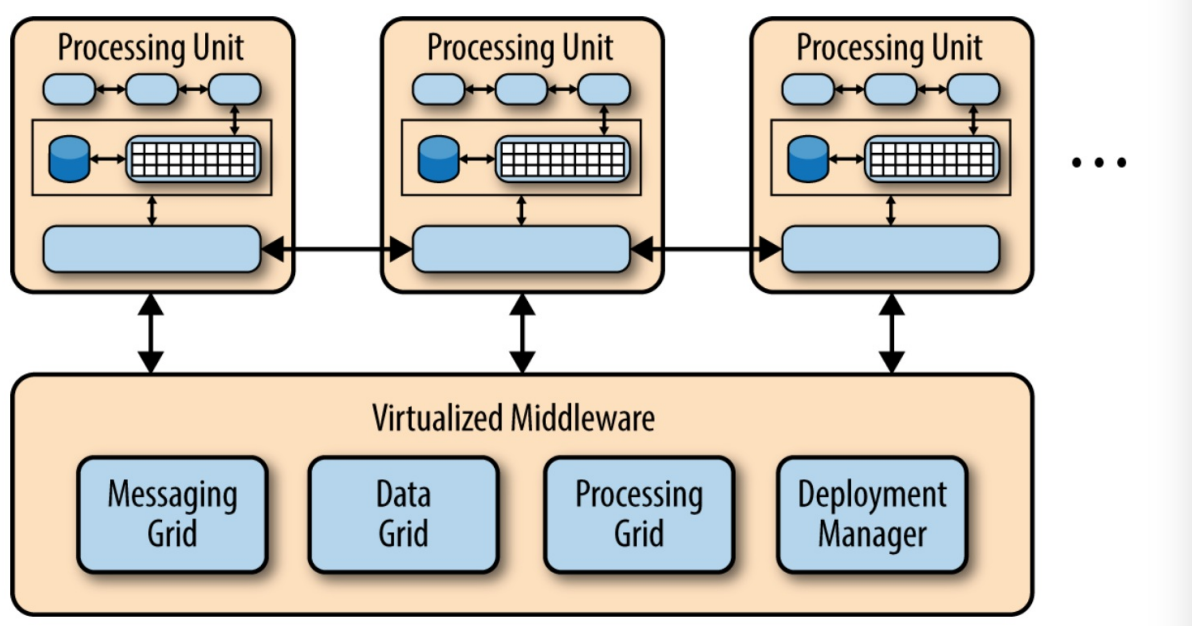 Processing Unit
Processing Unit
Processing Unit
...
Virtualized Middleware
Messaging
Grid
Data
Grid
Processing
Grid
Deployment
Manager